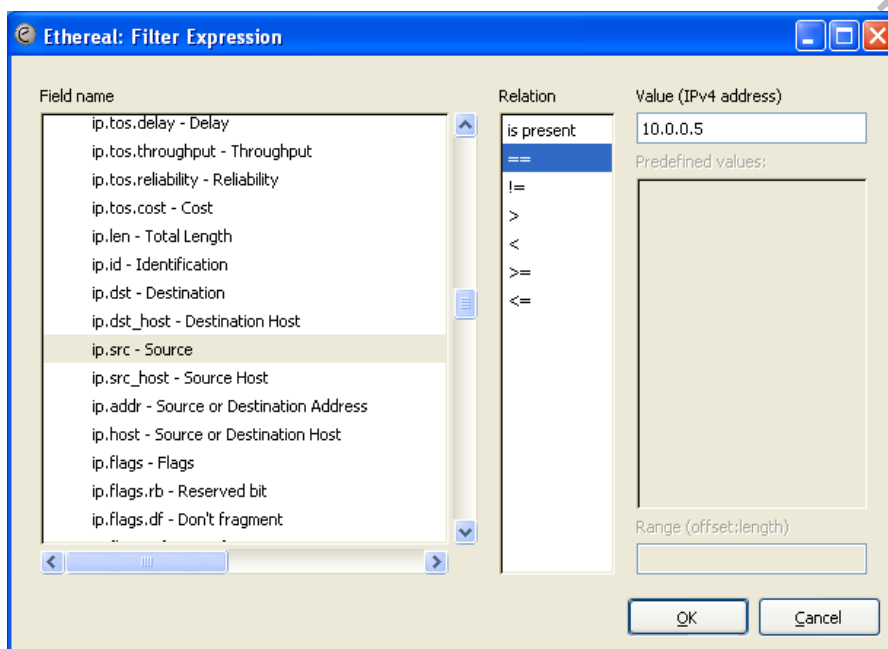 Ethereal: Filter Expression
Field name
ip.tos.delay - Delay
ip.tos.throughput - Throughput
ip.tos.reliability - Reliability
ip.tos.cost - Cost
ip.len - Total Length
ip.id - Identification
ip.dst - Destination
ip.dst_host - Destination Host
ip.src - Source
ip.src_host - Source Host
ip.addr - Source or Destination Address
ip.host - Source or Destination Host
ip.flags - Flags
ip.flags.rb - Reserved bit
ip.flags.df - Don't fragment
Relation
is present
==
!=
>
<
>=
<=
Value (IPv4 address)
10.0.0.5
Predefined values:
Range (offset:length)
OK
Cancel